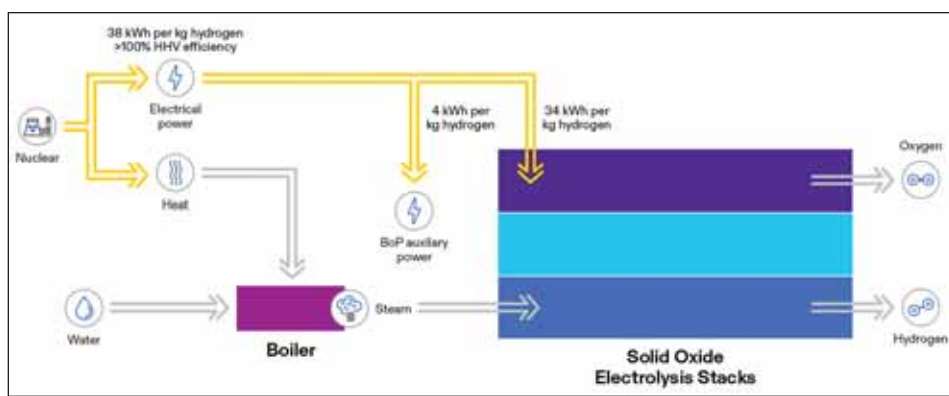 38 kWh per kg hydrogen
>100% HHV efficiency
Electrical
power
4 kWh per
kg hydrogen
34 kWh per
kg hydrogen
Nuclear
Oxygen
Heat
BoP auxiliary
power
Steam
Water
Boiler
Hydrogen
Solid Oxide
Electrolysis Stacks